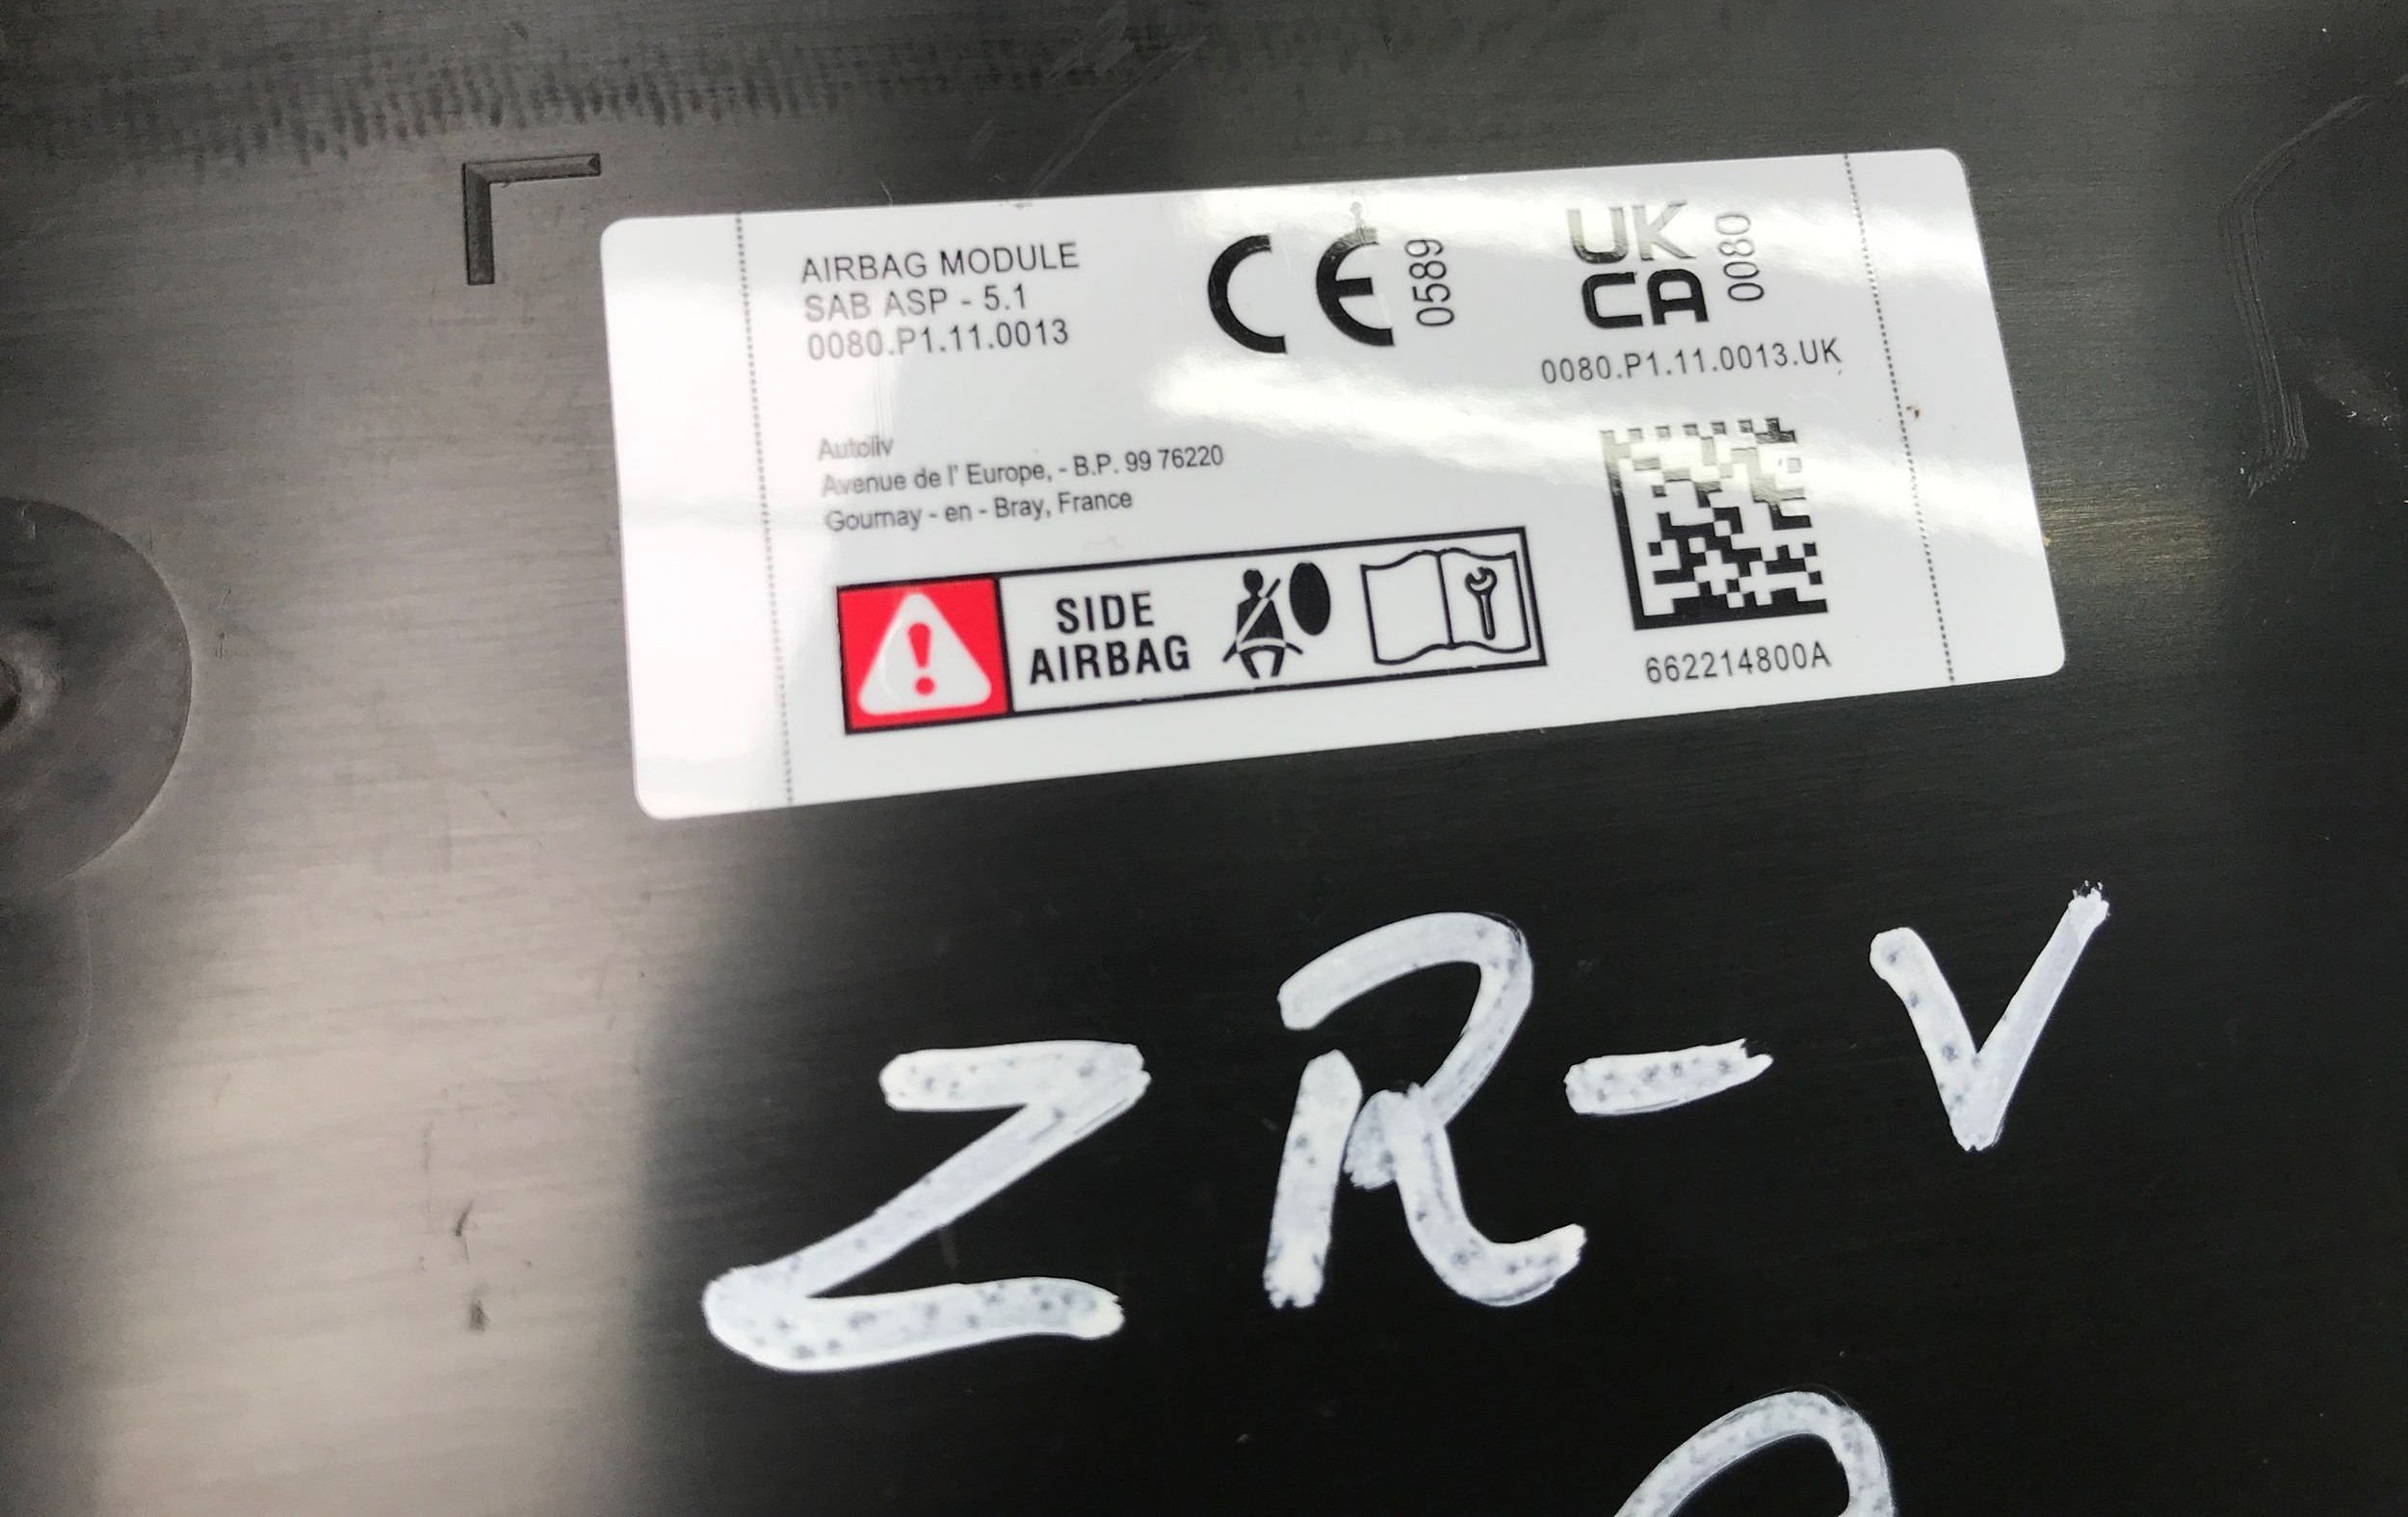 AIRBAG MODULE
SAB ASP - 5.1
0080.P1.11.0013
CE 0589
UK
CA 0080
0080.P1.11.0013.UK
Autoliv
Avenue de l' Europe, - B.P. 99 76220
Gournay - en - Bray, France
SIDE
AIRBAG
662214800A
ZR-V